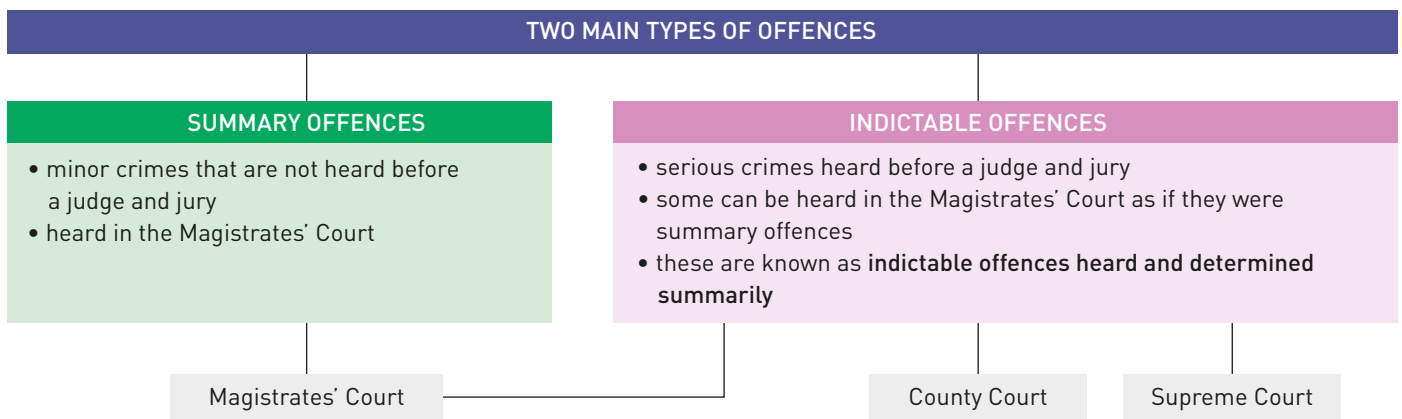 TWO MAIN TYPES OF OFFENCES
SUMMARY OFFENCES
• minor crimes that are not heard before
a judge and jury
• heard in the Magistrates’ Court
INDICTABLE OFFENCES
• serious crimes heard before a judge and jury
• some can be heard in the Magistrates’ Court as if they were
summary offences
• these are known as indictable offences heard and determined
summarily
Magistrates’ Court
County Court
Supreme Court